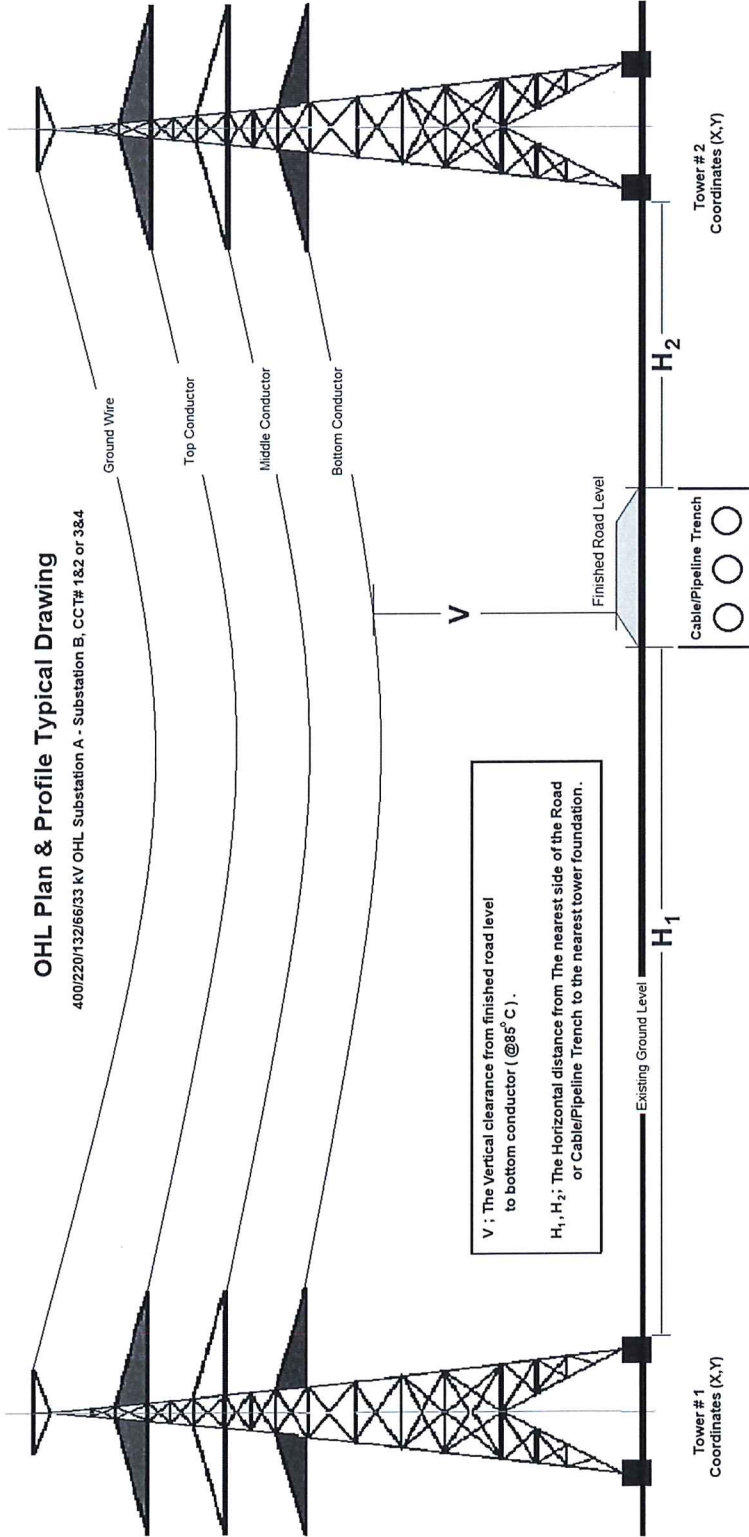 OHL Plan & Profile Typical Drawing
400/220/132/66/33 kV OHL Substation A - Substation B, CCT# 1&2 or 3&4
Ground Wire
Top Conductor
Middle Conductor
Bottom Conductor
V
Finished Road Level
V ; The Vertical clearance from finished road level
to bottom conductor ( @85° C ) .
H₁, H₂ ; The Horizontal distance from The nearest side of the Road
or Cable/Pipeline Trench to the nearest tower foundation.
Existing Ground Level
H₁
H₂
Cable/Pipeline Trench
Tower # 1
Coordinates (X,Y)
Tower # 2
Coordinates (X,Y)